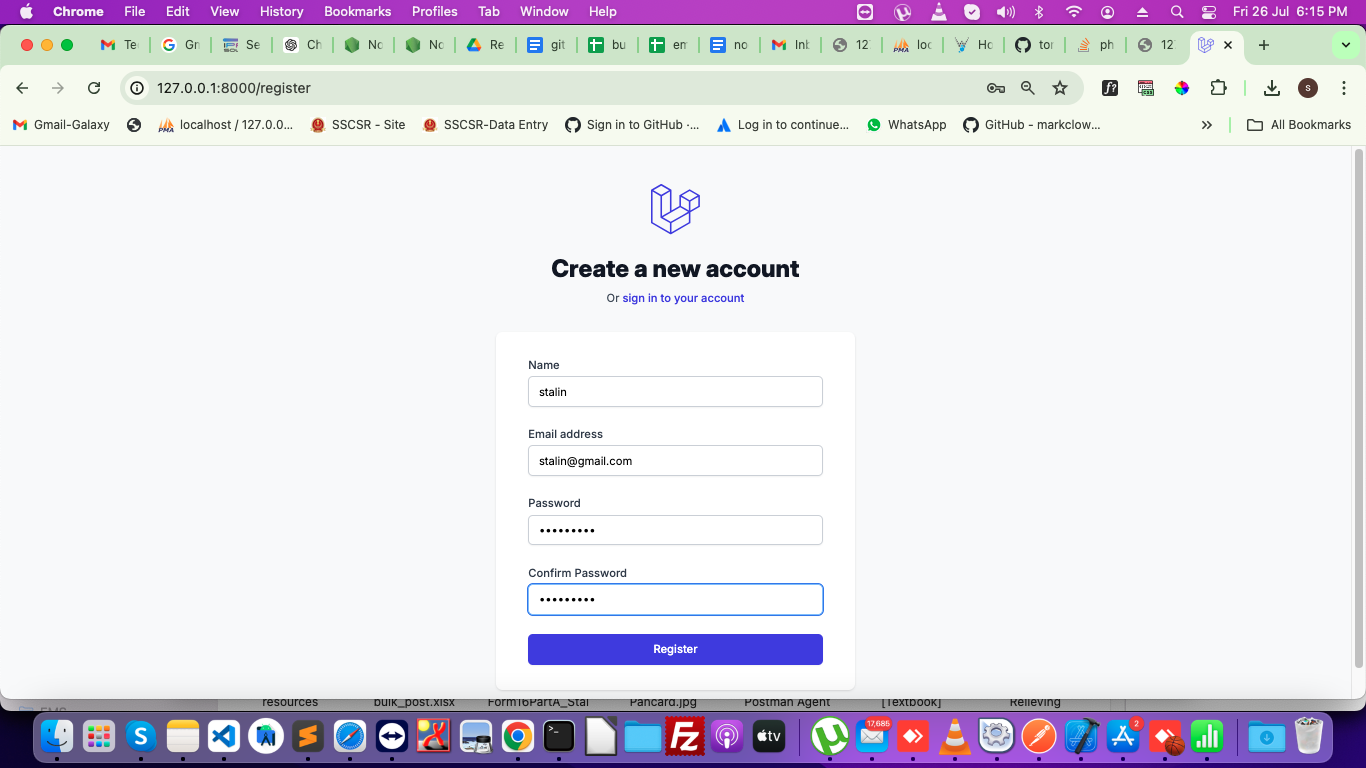 Chrome File Edit View History Bookmarks Profiles Tab Window Help Fri 26 Jul 6:15 PM
Te Gn Se Ch No No Re git bu em no Inb 12 loc Ho tor ph 12
127.0.0.1:8000/register f? s
Gmail-Galaxy localhost / 127.0.0... SSCSR - Site SSCSR-Data Entry Sign in to GitHub ·... Log in to continue... WhatsApp GitHub - markclow... All Bookmarks
Create a new account
Or sign in to your account
Name
stalin
Email address
stalin@gmail.com
Password
•••••••••
Confirm Password
•••••••••
Register
resources bulk_post.xlsx Form16PartA_Stal Pancard.jpg Postman Agent [Textbook] Relieving
17,685 tv 2